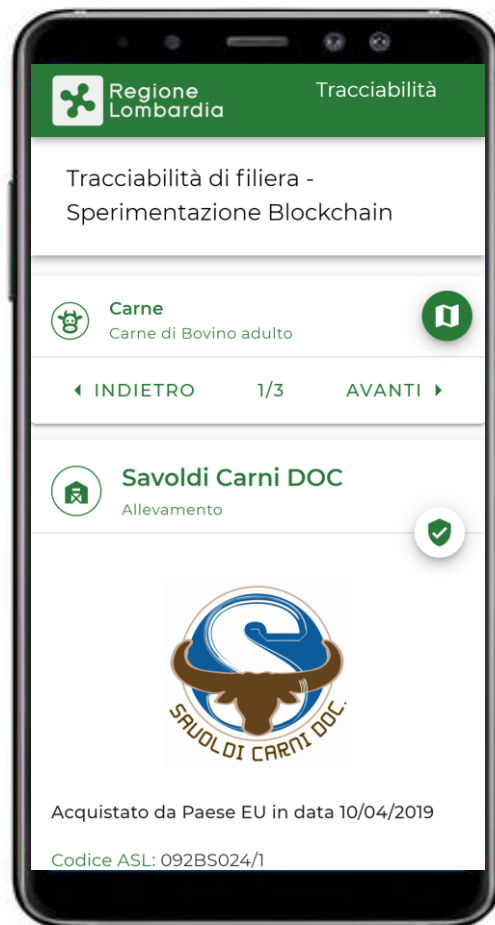 Regione
Lombardia
Tracciabilità
Tracciabilità di filiera -
Sperimentazione Blockchain
Carne
Carne di Bovino adulto
INDIETRO 1/3 AVANTI
Savoldi Carni DOC
Allevamento
SAVOLDI CARNI DOC.
Acquistato da Paese EU in data 10/04/2019
Codice ASL: 092BS024/1